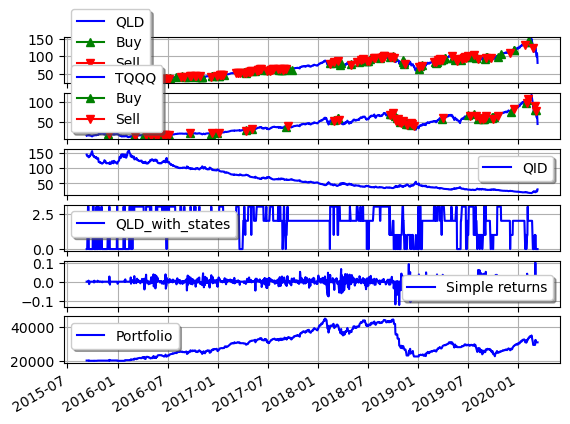 QLD
Buy
Sell
150
100
50
TQQQ
Buy
Sell
100
50
150
100
50
QID
2.5
0.0
QLD_with_states
0.1
0.0
−0.1
Simple returns
40000
20000
Portfolio
2015-07
2016-01
2016-07
2017-01
2017-07
2018-01
2018-07
2019-01
2019-07
2020-01